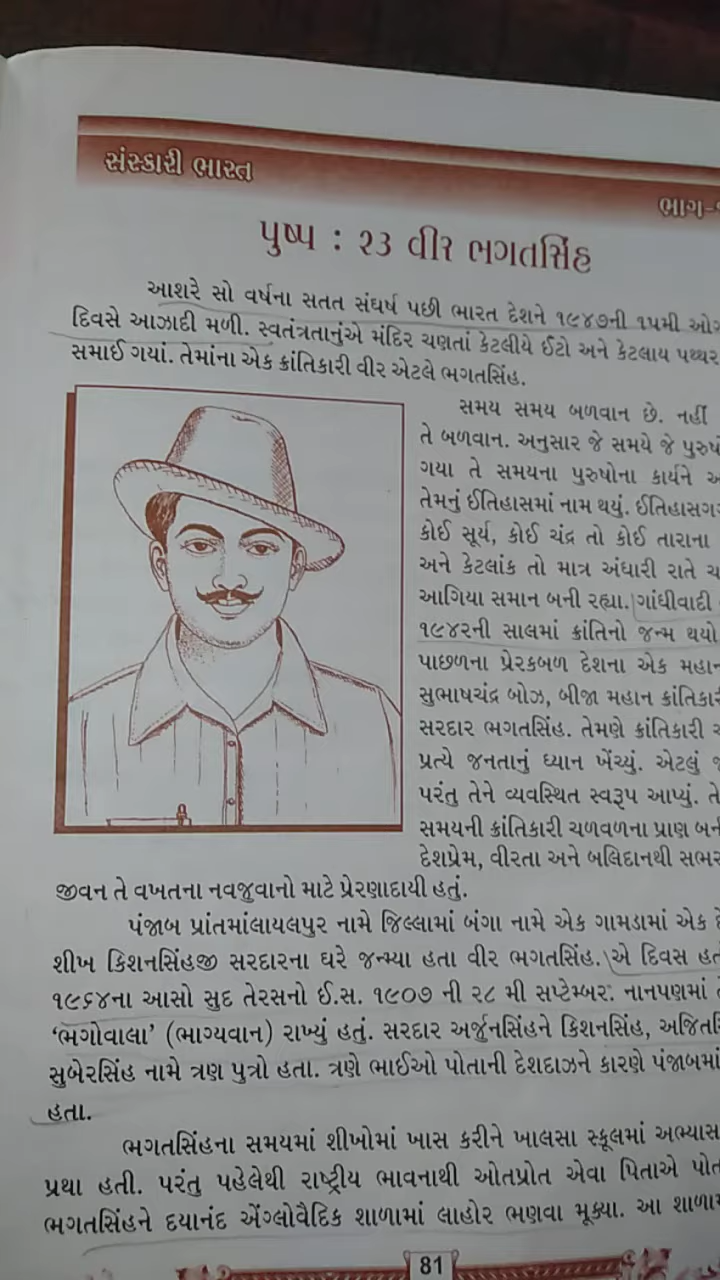 સંસ્કારી ભારત
ભાગ-
પુષ્પ : ૨૩ વીર ભગતસિંહ
આશરે સો વર્ષના સતત સંઘર્ષ પછી ભારત દેશને ૧૯૪૭ની ૧૫મી
દિવસે આઝાદી મળી. સ્વતંત્રતાનુંએ મંદિર ચણતાં કેટલીયે ઈંટો અને કેટલાય પથ્થર
સમાઈ ગયાં. તેમાંના એક ક્રાંતિકારી વીર એટલે ભગતસિંહ.
સમય સમય બળવાન છે. નહીં
તે બળવાન. અનુસાર જે સમયે જે
ગયા તે સમયના પુરુષોના કાર્યને
તેમનું ઈતિહાસમાં નામ થયું.
કોઈ સૂર્ય, કોઈ ચંદ્ર તો કોઈ તારાના
અને કેટલાંક તો માત્ર અંધારી રાતે
આગિયા સમાન બની રહ્યા. ગાંધીવાદી
૧૯૪૨ની સાલમાં ક્રાંતિનો જન્મ થયો
પાછળના પ્રેરકબળ દેશના એક મહાન
સુભાષચંદ્ર બોઝ, બીજા મહાન
સરદાર ભગતસિંહ. તેમણે ક્રાંતિકારી
પ્રત્યે જનતાનું ધ્યાન ખેંચ્યું. એટલું
પરંતુ તેને વ્યવસ્થિત સ્વરૂપ આપ્યું.
સમયની ક્રાંતિકારી ચળવળના પ્રાણ
દેશપ્રેમ, વીરતા અને બલિદાનથી
જીવન તે વખતના નવજુવાનો માટે પ્રેરણાદાયી હતું.
પંજાબ પ્રાંતમાંલાયલપુર નામે જિલ્લામાં બંગા નામે એક ગામડામાં એક
શીખ કિશનસિંહજી સરદારના ઘરે જન્મ્યા હતા વીર ભગતસિંહ. એ દિવસ
૧૯૬૪ના આસો સુદ તેરસનો ઈ.સ. ૧૯૦૭ ની ૨૮ મી સપ્ટેમ્બર. નાનપણમાં
‘ભગોવાલા’ (ભાગ્યવાન) રાખ્યું હતું. સરદાર અર્જુનસિંહને કિશનસિંહ,
સુબેરસિંહ નામે ત્રણ પુત્રો હતા. ત્રણે ભાઈઓ પોતાની દેશદાઝને કારણે પંજાબમાં
હતા.
ભગતસિંહના સમયમાં શીખોમાં ખાસ કરીને ખાલસા સ્કૂલમાં અભ્યાસ
પ્રથા હતી. પરંતુ પહેલેથી રાષ્ટ્રીય ભાવનાથી ઓતપ્રોત એવા પિતાએ
ભગતસિંહને દયાનંદ એંગ્લોવૈદિક શાળામાં લાહોર ભણવા મૂક્યા. આ
81